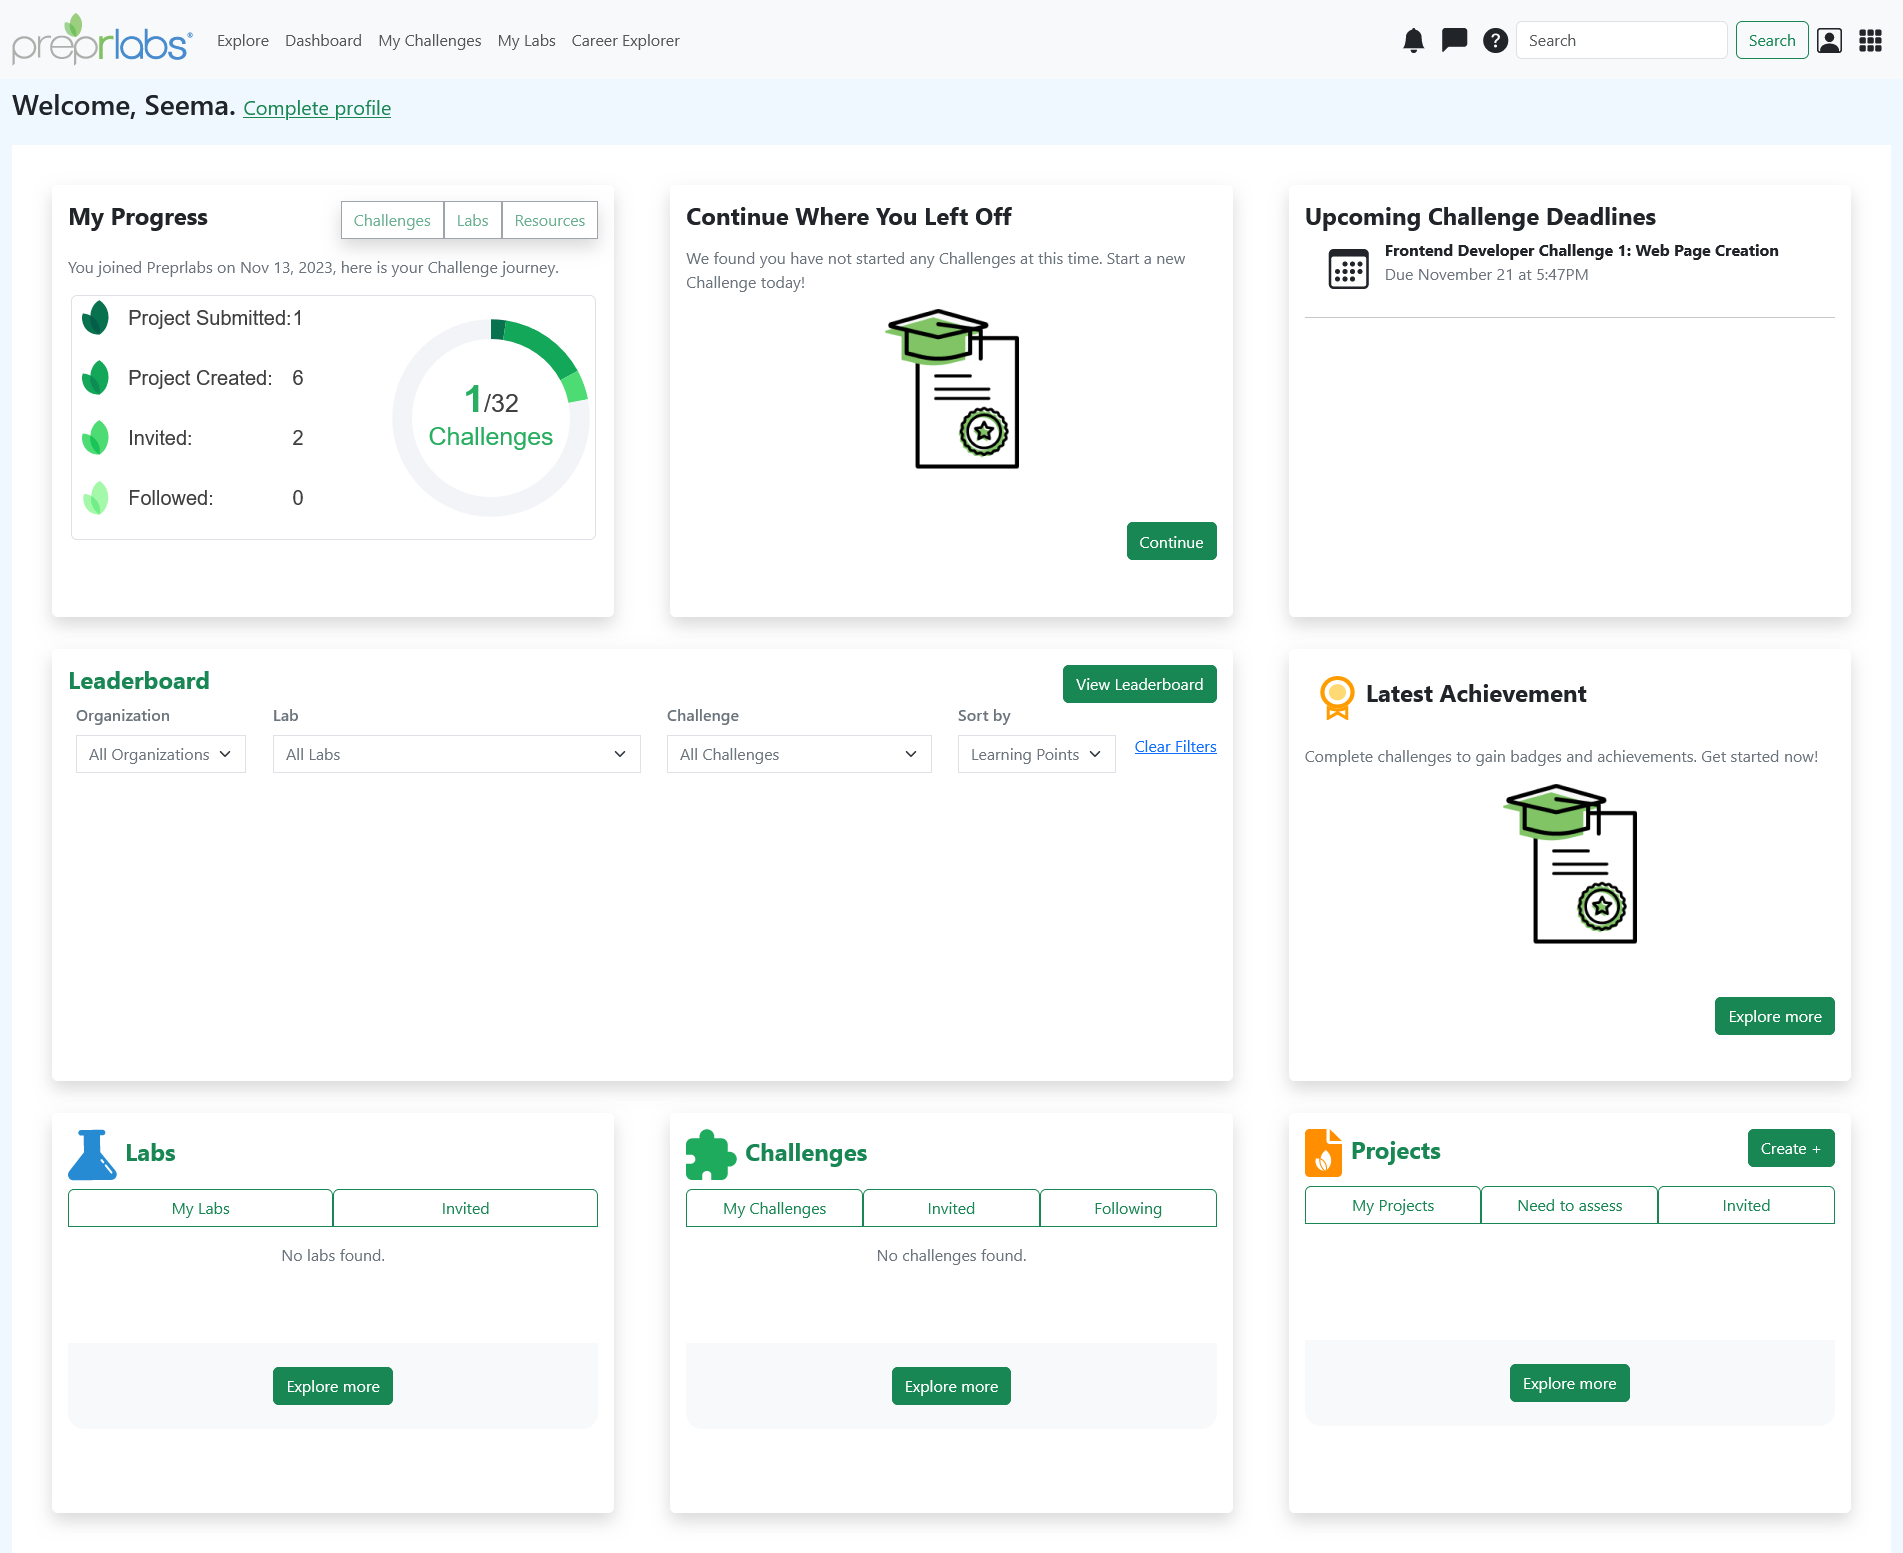 preprlabs®
Explore Dashboard My Challenges My Labs Career Explorer
Search Search
Welcome, Seema. Complete profile
My Progress
Challenges Labs Resources
You joined Preprlabs on Nov 13, 2023, here is your Challenge journey.
Project Submitted: 1
Project Created: 6
Invited: 2
Followed: 0
1/32
Challenges
Continue Where You Left Off
We found you have not started any Challenges at this time. Start a new
Challenge today!
Continue
Upcoming Challenge Deadlines
Frontend Developer Challenge 1: Web Page Creation
Due November 21 at 5:47PM
Leaderboard
View Leaderboard
Organization Lab Challenge Sort by
All Organizations All Labs All Challenges Learning Points Clear Filters
Latest Achievement
Complete challenges to gain badges and achievements. Get started now!
Explore more
Labs
My Labs Invited
No labs found.
Explore more
Challenges
My Challenges Invited Following
No challenges found.
Explore more
Projects
Create +
My Projects Need to assess Invited
Explore more